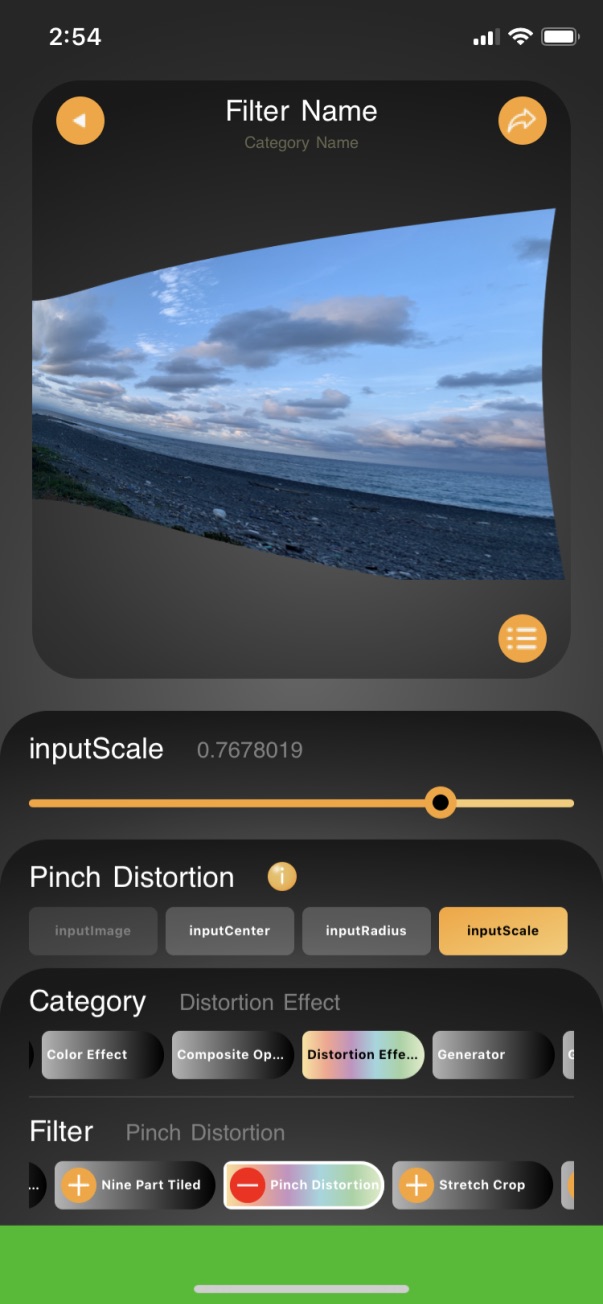 2:54
Filter Name
Category Name
inputScale 0.7678019
Pinch Distortion i
inputImage inputCenter inputRadius inputScale
Category Distortion Effect
Color Effect Composite Op... Distortion Effe... Generator
Filter Pinch Distortion
... Nine Part Tiled Pinch Distortion Stretch Crop